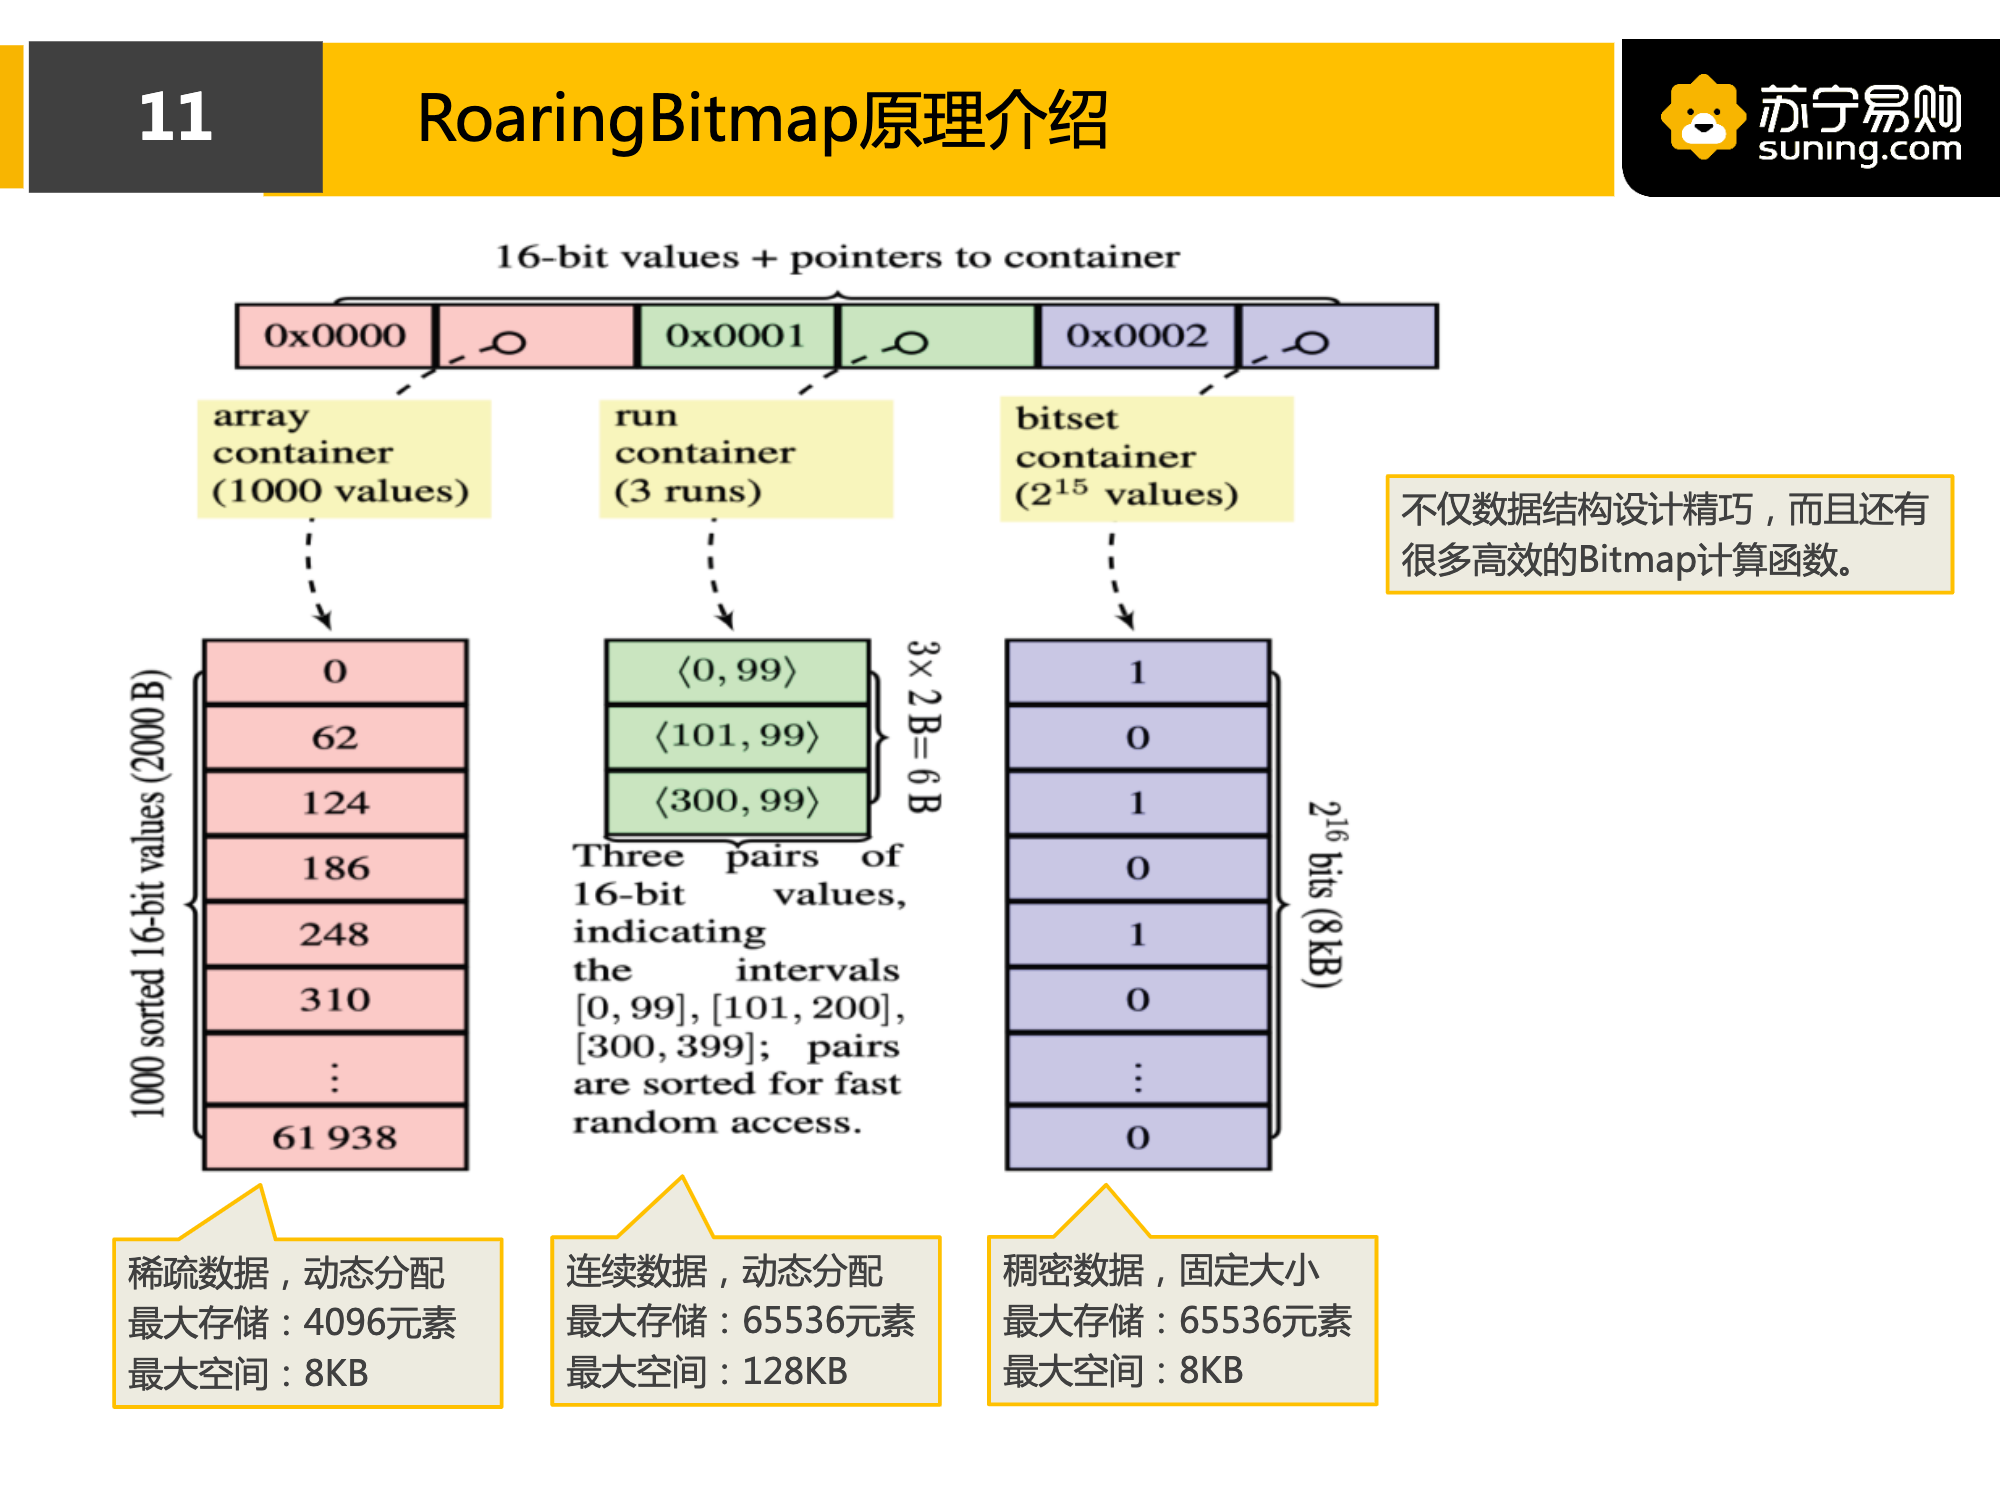 11
RoaringBitmap原理介绍
苏宁易购
suning.com
16-bit values + pointers to container
0x0000
0x0001
0x0002
array
container
(1000 values)
run
container
(3 runs)
bitset
container
(2¹⁵ values)
不仅数据结构设计精巧，而且还有
很多高效的Bitmap计算函数。
1000 sorted 16-bit values (2000 B)
0
62
124
186
248
310
⋮
61 938
⟨0, 99⟩
⟨101, 99⟩
⟨300, 99⟩
3× 2 B= 6 B
Three pairs of
16-bit values,
indicating
the intervals
[0, 99], [101, 200],
[300, 399]; pairs
are sorted for fast
random access.
1
0
1
0
1
0
⋮
0
2¹⁶ bits (8 kB)
稀疏数据，动态分配
最大存储：4096元素
最大空间：8KB
连续数据，动态分配
最大存储：65536元素
最大空间：128KB
稠密数据，固定大小
最大存储：65536元素
最大空间：8KB